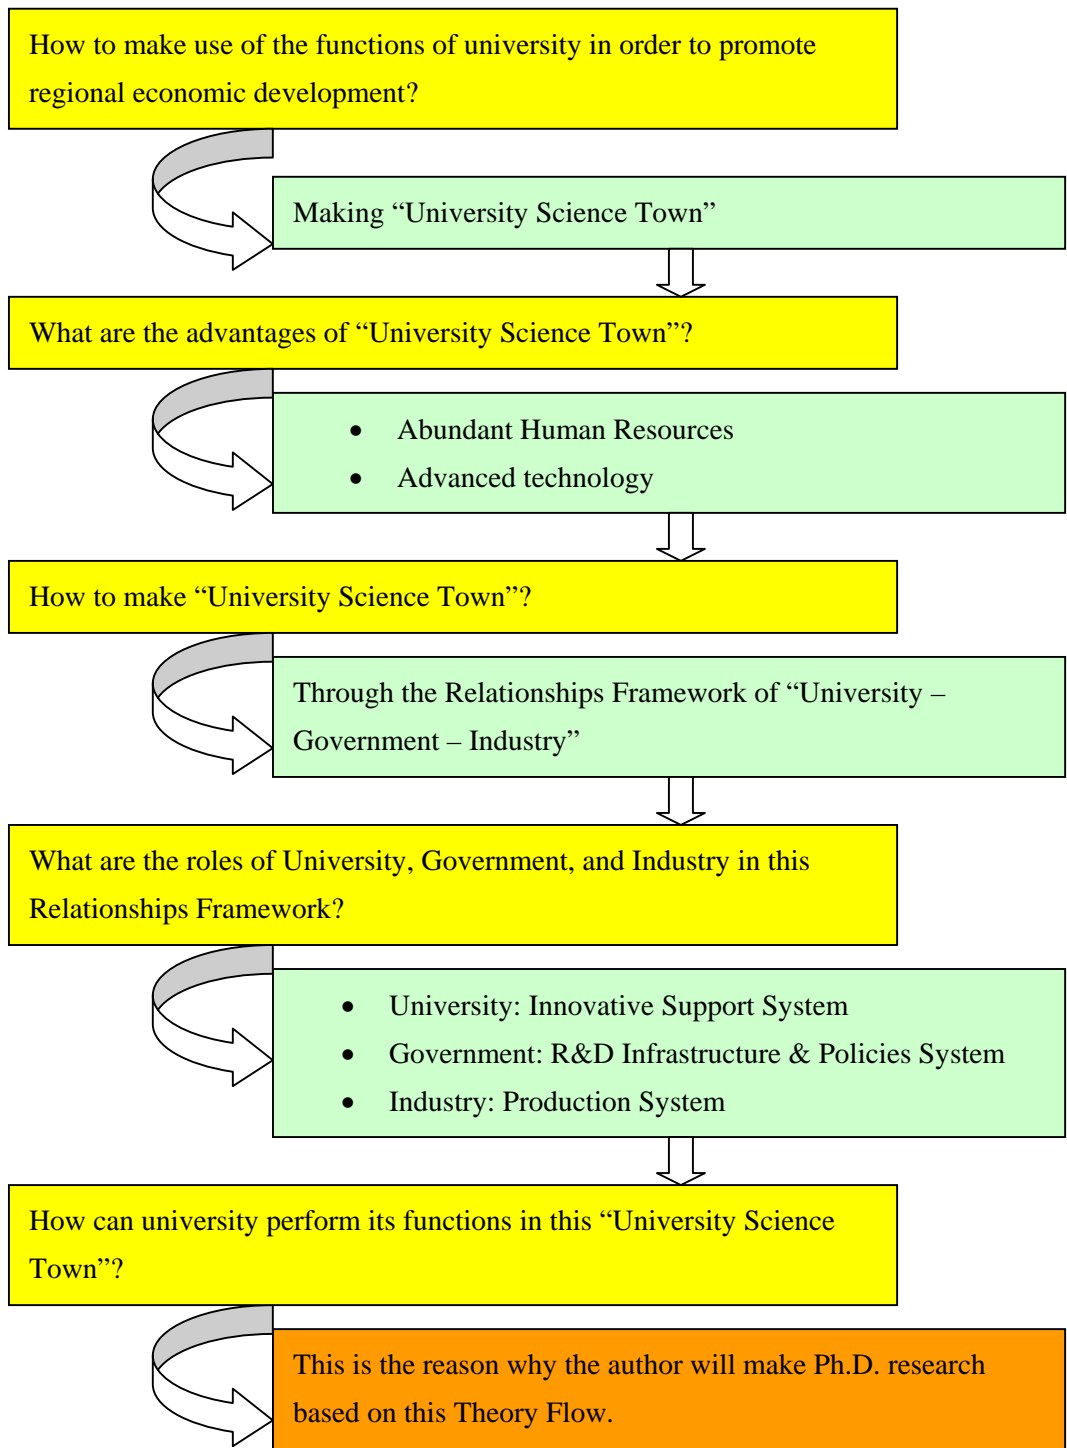 How to make use of the functions of university in order to promote
regional economic development?
Making “University Science Town”
What are the advantages of “University Science Town”?
• Abundant Human Resources
• Advanced technology
How to make “University Science Town”?
Through the Relationships Framework of “University –
Government – Industry”
What are the roles of University, Government, and Industry in this
Relationships Framework?
• University: Innovative Support System
• Government: R&D Infrastructure & Policies System
• Industry: Production System
How can university perform its functions in this “University Science
Town”?
This is the reason why the author will make Ph.D. research
based on this Theory Flow.